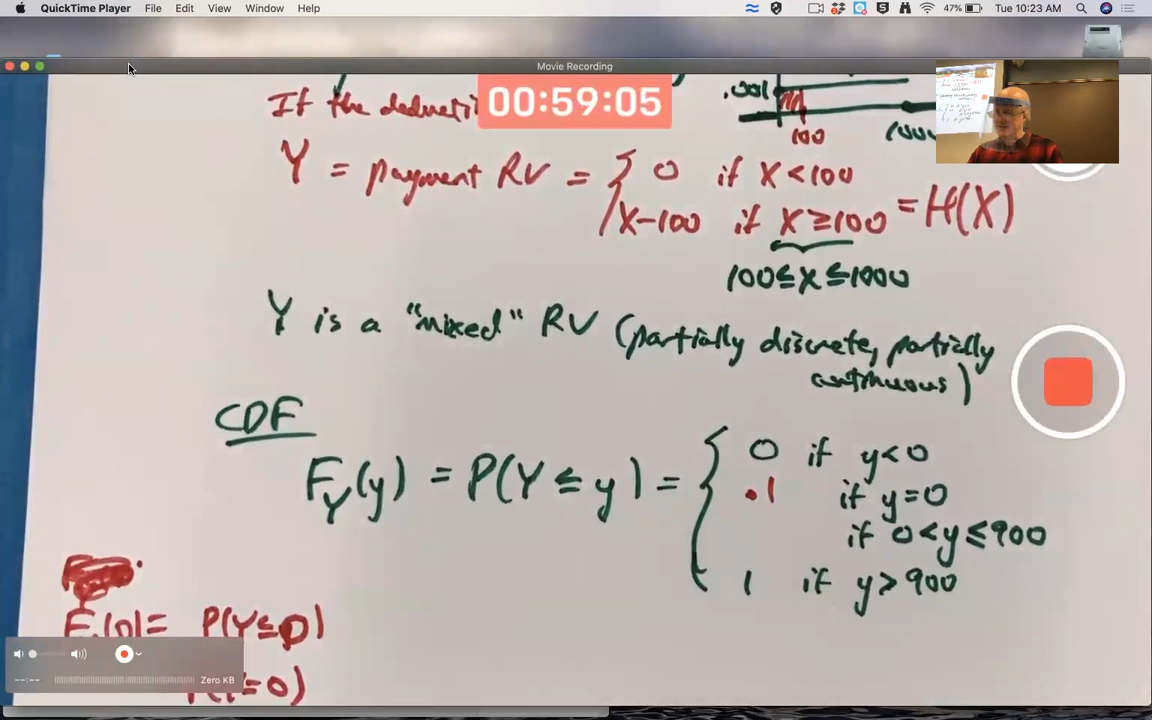 QuickTime Player File Edit View Window Help 47% Tue 10:23 AM
Movie Recording
If the deducti
00:59:05
.001
100
1000
Y = payment RV = { 0 if X<100
X-100 if X≥100 = H(X)
100≤X≤1000
Y is a "mixed" RV (partially discrete, partially
continuous)
CDF
F_Y(y) = P(Y≤y) = { 0 if y<0
.1 if y=0
if 0<y≤900
1 if y>900
P(Y≤0)
=0)
--:-- Zero KB